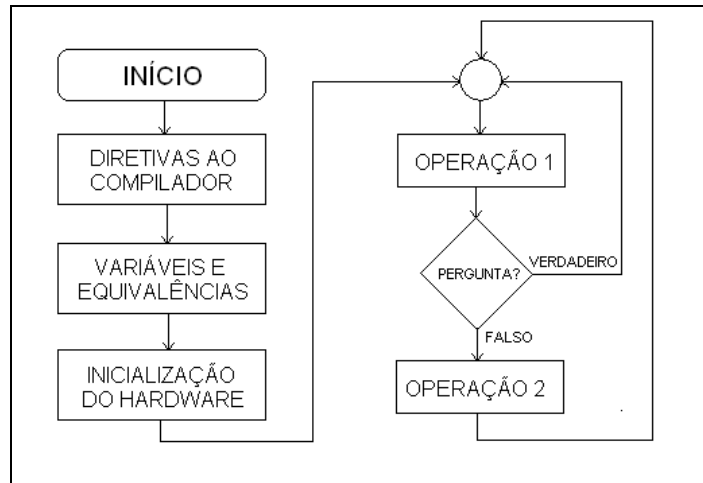 INÍCIO
DIRETIVAS AO
COMPILADOR
VARIÁVEIS E
EQUIVALÊNCIAS
INICIALIZAÇÃO
DO HARDWARE
OPERAÇÃO 1
PERGUNTA?
VERDADEIRO
FALSO
OPERAÇÃO 2